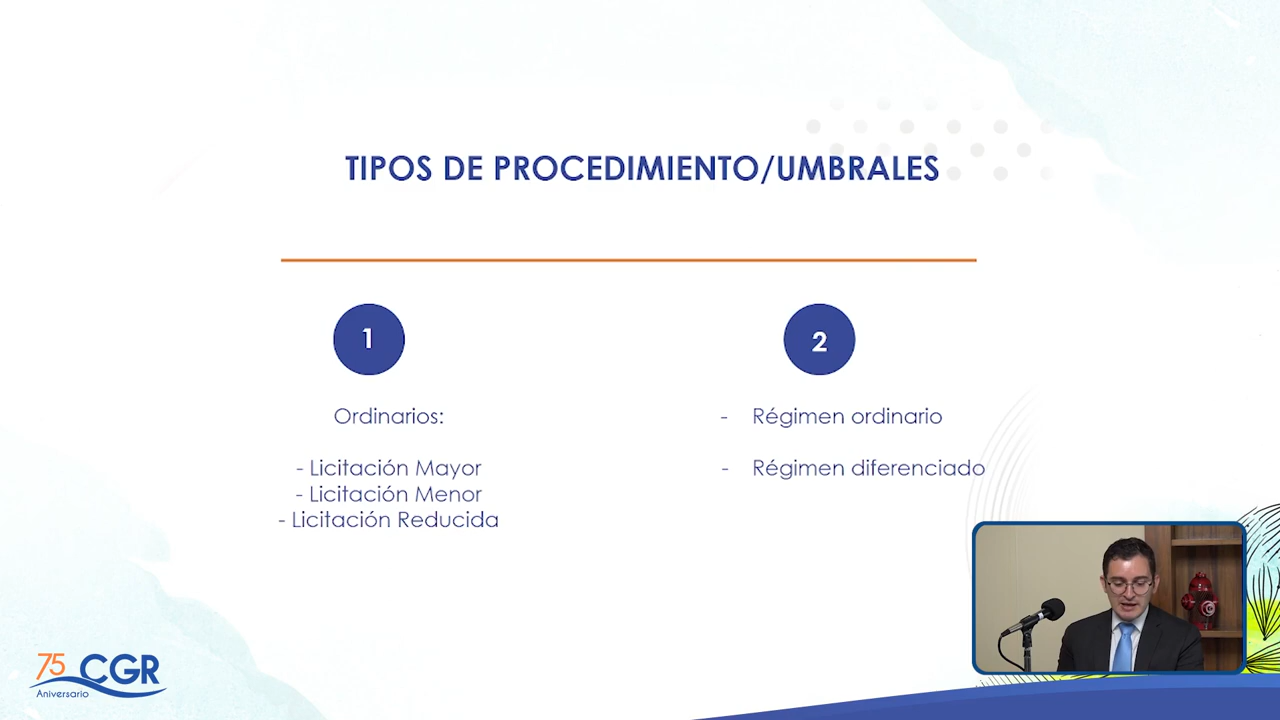 TIPOS DE PROCEDIMIENTO/UMBRALES
1
Ordinarios:
- Licitación Mayor
- Licitación Menor
- Licitación Reducida
2
- Régimen ordinario
- Régimen diferenciado
75 CGR
Aniversario